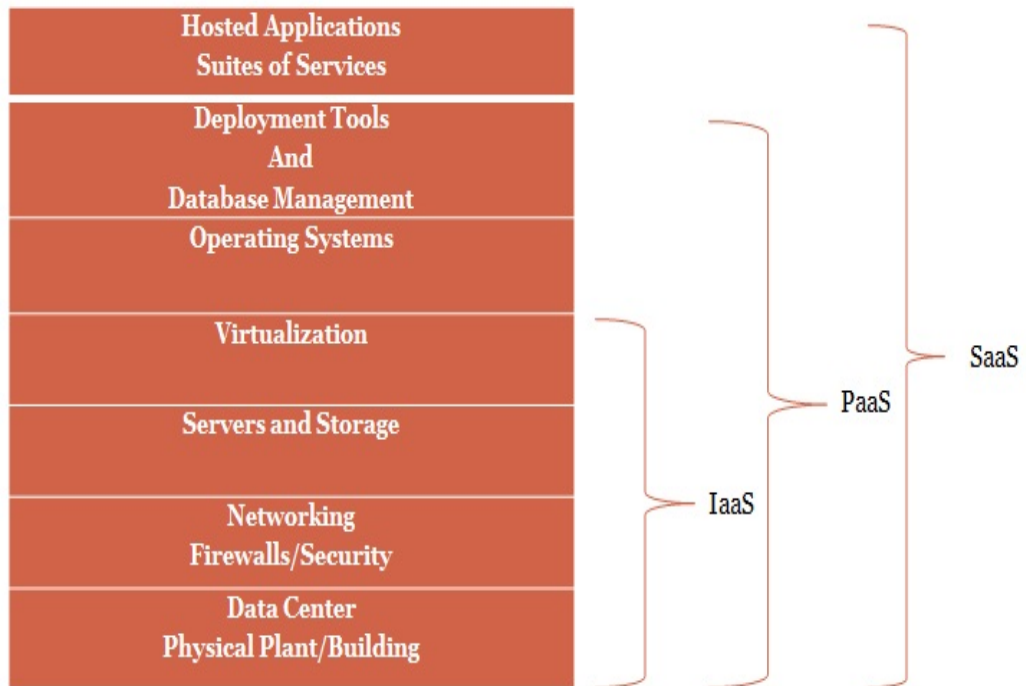 Hosted Applications
Suites of Services
Deployment Tools
And
Database Management
Operating Systems
Virtualization
Servers and Storage
Networking
Firewalls/Security
Data Center
Physical Plant/Building
IaaS
PaaS
SaaS